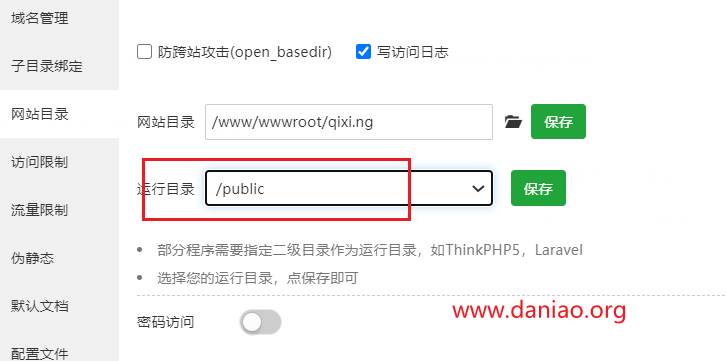 域名管理
防跨站攻击(open_basedir) 写访问日志
子目录绑定
网站目录
网站目录 /www/wwwroot/qixi.ng 保存
访问限制
运行目录 /public 保存
流量限制
伪静态
部分程序需要指定二级目录作为运行目录，如ThinkPHP5，Laravel
选择您的运行目录，点保存即可
默认文档
www.daniao.org
密码访问
配置文件